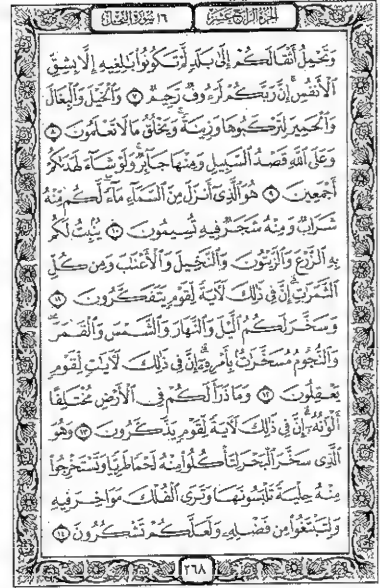 الجزء الرابع عشر ١٦ سورة النحل
وَتَحْمِلُ أَثْقَالَكُمْ إِلَىٰ بَلَدٍ لَّمْ تَكُونُوا۟ بَٰلِغِيهِ إِلَّا بِشِقِّ
ٱلْأَنفُسِ إِنَّ رَبَّكُمْ لَرَءُوفٌ رَّحِيمٌ ٧ وَٱلْخَيْلَ وَٱلْبِغَالَ
وَٱلْحَمِيرَ لِتَرْكَبُوهَا وَزِينَةً وَيَخْلُقُ مَا لَا تَعْلَمُونَ ٨
وَعَلَى ٱللَّهِ قَصْدُ ٱلسَّبِيلِ وَمِنْهَا جَآئِرٌ وَلَوْ شَآءَ لَهَدَىٰكُمْ
أَجْمَعِينَ ٩ هُوَ ٱلَّذِىٓ أَنزَلَ مِنَ ٱلسَّمَآءِ مَآءً لَّكُم مِّنْهُ
شَرَابٌ وَمِنْهُ شَجَرٌ فِيهِ تُسِيمُونَ ١٠ يُنۢبِتُ لَكُم
بِهِ ٱلزَّرْعَ وَٱلزَّيْتُونَ وَٱلنَّخِيلَ وَٱلْأَعْنَٰبَ وَمِن كُلِّ
ٱلثَّمَرَٰتِ إِنَّ فِى ذَٰلِكَ لَءَايَةً لِّقَوْمٍ يَتَفَكَّرُونَ ١١
وَسَخَّرَ لَكُمُ ٱلَّيْلَ وَٱلنَّهَارَ وَٱلشَّمْسَ وَٱلْقَمَرَ
وَٱلنُّجُومُ مُسَخَّرَٰتٌۢ بِأَمْرِهِۦٓ إِنَّ فِى ذَٰلِكَ لَءَايَٰتٍ لِّقَوْمٍ
يَعْقِلُونَ ١٢ وَمَا ذَرَأَ لَكُمْ فِى ٱلْأَرْضِ مُخْتَلِفًا
أَلْوَٰنُهُۥٓ إِنَّ فِى ذَٰلِكَ لَءَايَةً لِّقَوْمٍ يَذَّكَّرُونَ ١٣ وَهُوَ
ٱلَّذِى سَخَّرَ ٱلْبَحْرَ لِتَأْكُلُوا۟ مِنْهُ لَحْمًا طَرِيًّا وَتَسْتَخْرِجُوا۟
مِنْهُ حِلْيَةً تَلْبَسُونَهَا وَتَرَى ٱلْفُلْكَ مَوَاخِرَ فِيهِ
وَلِتَبْتَغُوا۟ مِن فَضْلِهِۦ وَلَعَلَّكُمْ تَشْكُرُونَ ١٤
٢٦٨